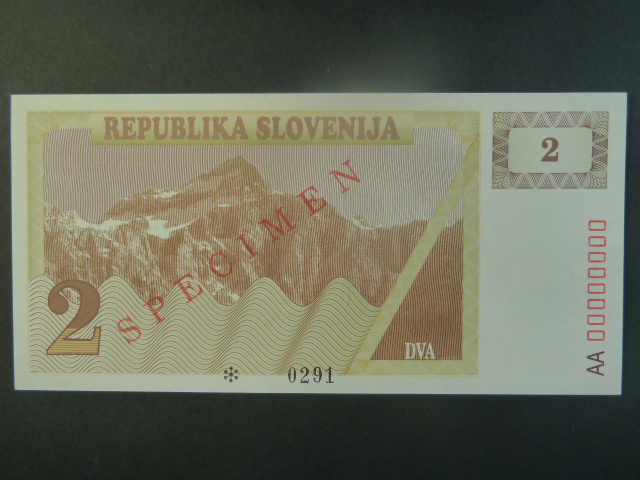 REPUBLIKA SLOVENIJA
2
SPECIMEN
2
DVA
* 0291
AA 00000000